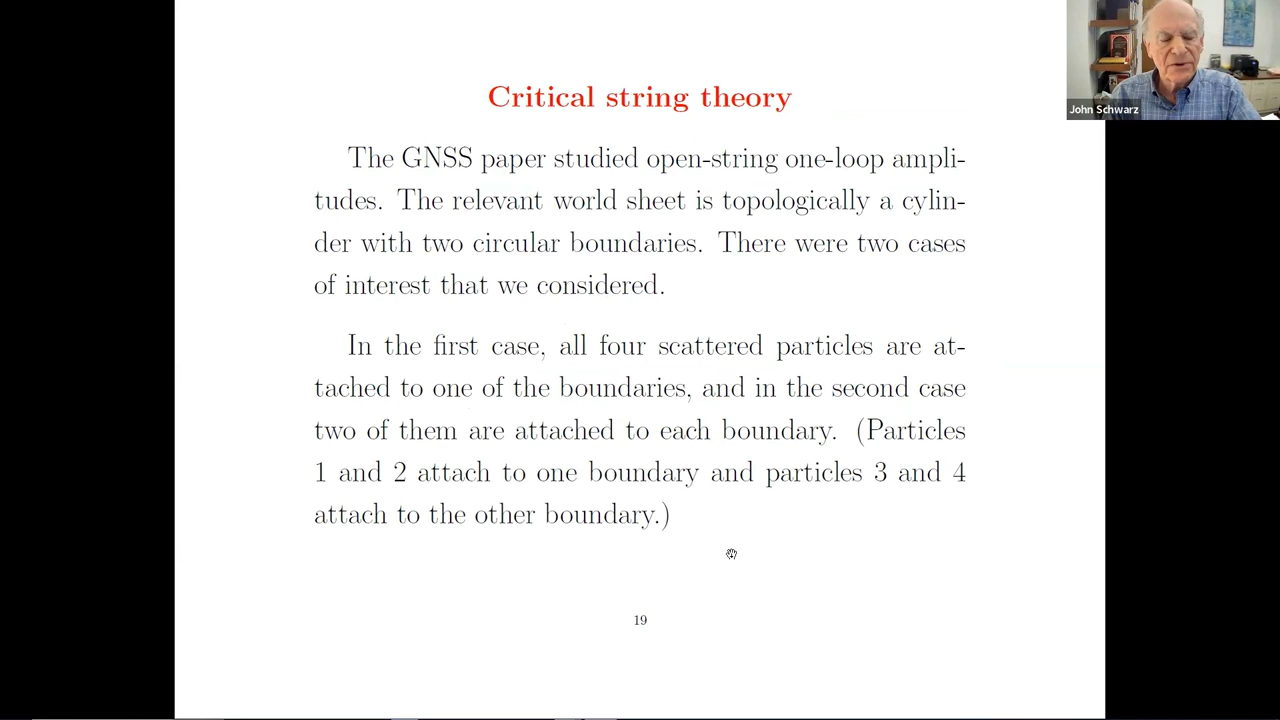 Critical string theory
John Schwarz
The GNSS paper studied open-string one-loop ampli-
tudes. The relevant world sheet is topologically a cylin-
der with two circular boundaries. There were two cases
of interest that we considered.
In the first case, all four scattered particles are at-
tached to one of the boundaries, and in the second case
two of them are attached to each boundary. (Particles
1 and 2 attach to one boundary and particles 3 and 4
attach to the other boundary.)
19